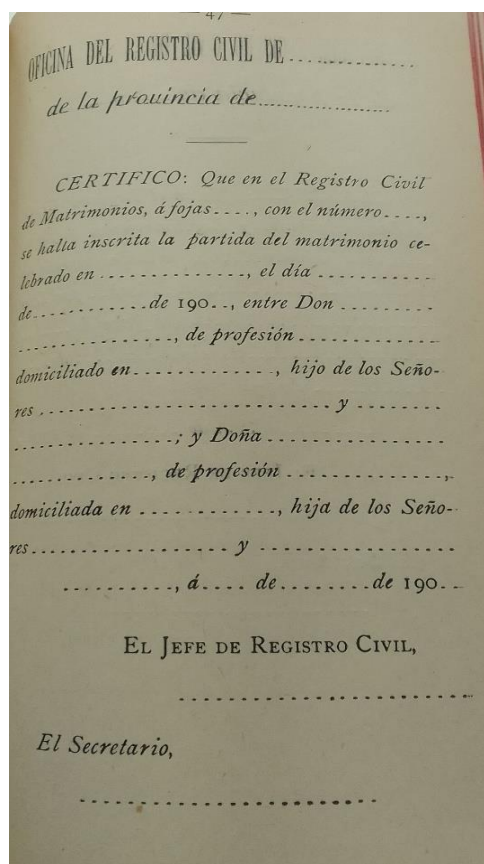 — 47 —
OFICINA DEL REGISTRO CIVIL DE ..................
de la prouincia de......................
CERTIFICO: Que en el Registro Civil
de Matrimonios, á fojas ...., con el número ....,
se halla inscrita la partida del matrimonio ce-
lebrado en ..............., el día ............
de............de 190.., entre Don .........
................, de profesión .............
domiciliado en............., hijo de los Seño-
res ............................. y ........
................; y Doña .................
.............., de profesión ...............,
domiciliada en ............, hija de los Seño-
res................... y ..................
.........., á.... de........de 190..
EL JEFE DE REGISTRO CIVIL,
..........................
El Secretario,
..........................